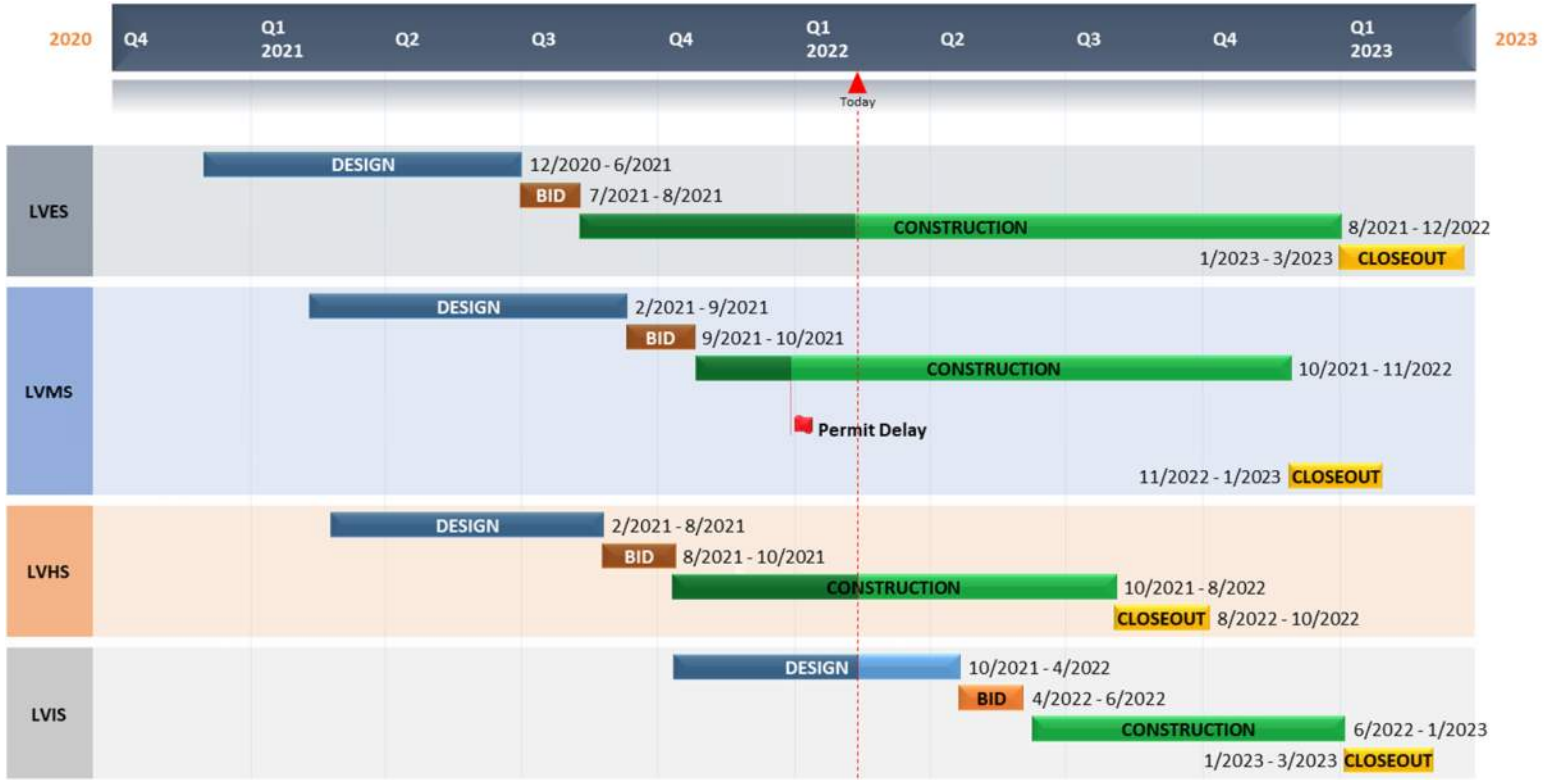 2020 Q4 Q1 Q2 Q3 Q4 Q1 Q2 Q3 Q4 Q1 2023
2021 2022 2023
Today
LVES
DESIGN 12/2020 - 6/2021
BID 7/2021 - 8/2021
CONSTRUCTION 8/2021 - 12/2022
1/2023 - 3/2023 CLOSEOUT
LVMS
DESIGN 2/2021 - 9/2021
BID 9/2021 - 10/2021
CONSTRUCTION 10/2021 - 11/2022
Permit Delay
11/2022 - 1/2023 CLOSEOUT
LVHS
DESIGN 2/2021 - 8/2021
BID 8/2021 - 10/2021
CONSTRUCTION 10/2021 - 8/2022
CLOSEOUT 8/2022 - 10/2022
LVIS
DESIGN 10/2021 - 4/2022
BID 4/2022 - 6/2022
CONSTRUCTION 6/2022 - 1/2023
1/2023 - 3/2023 CLOSEOUT